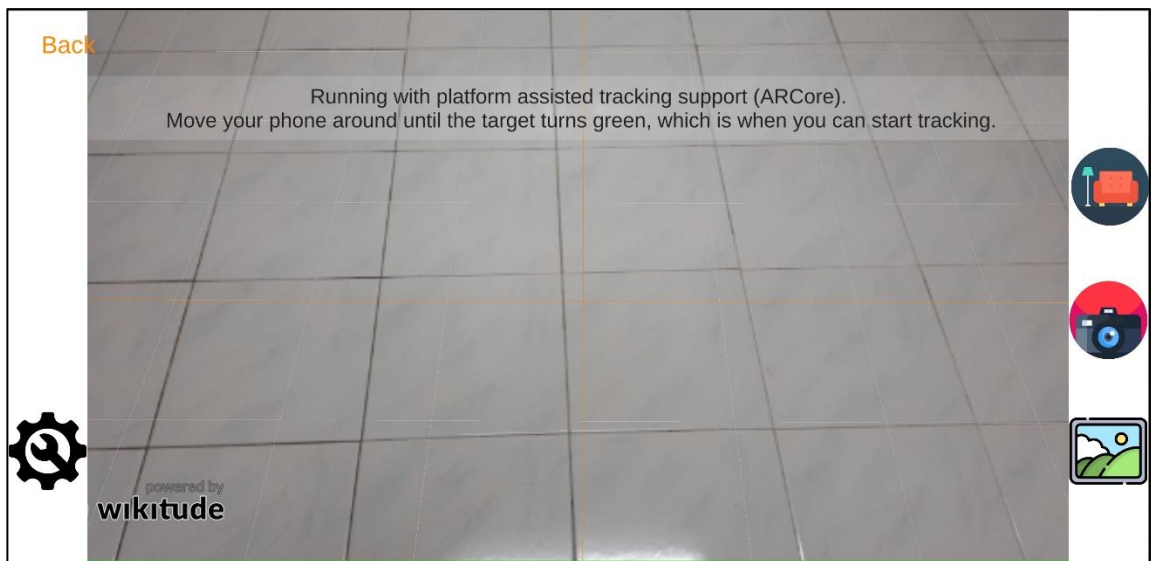 Back
Running with platform assisted tracking support (ARCore).
Move your phone around until the target turns green, which is when you can start tracking.
powered by
wikitude